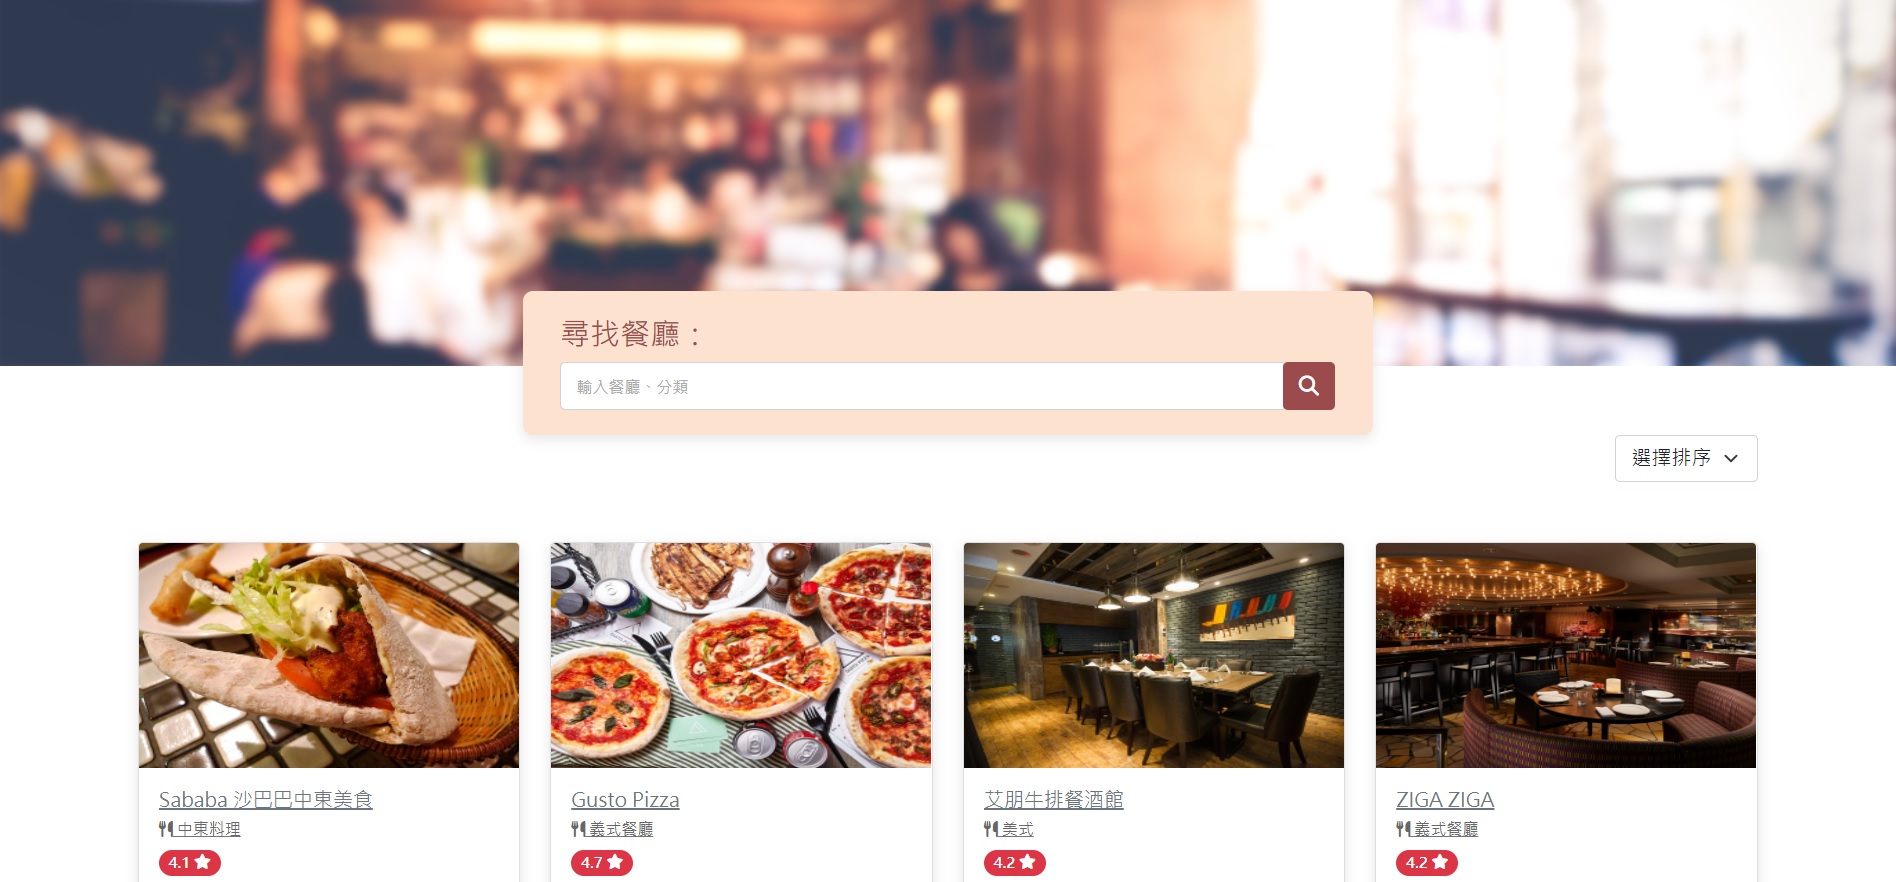 尋找餐廳：
輸入餐廳、分類
選擇排序
Sababa 沙巴巴中東美食
中東料理
4.1
Gusto Pizza
義式餐廳
4.7
艾朋牛排餐酒館
美式
4.2
ZIGA ZIGA
義式餐廳
4.2